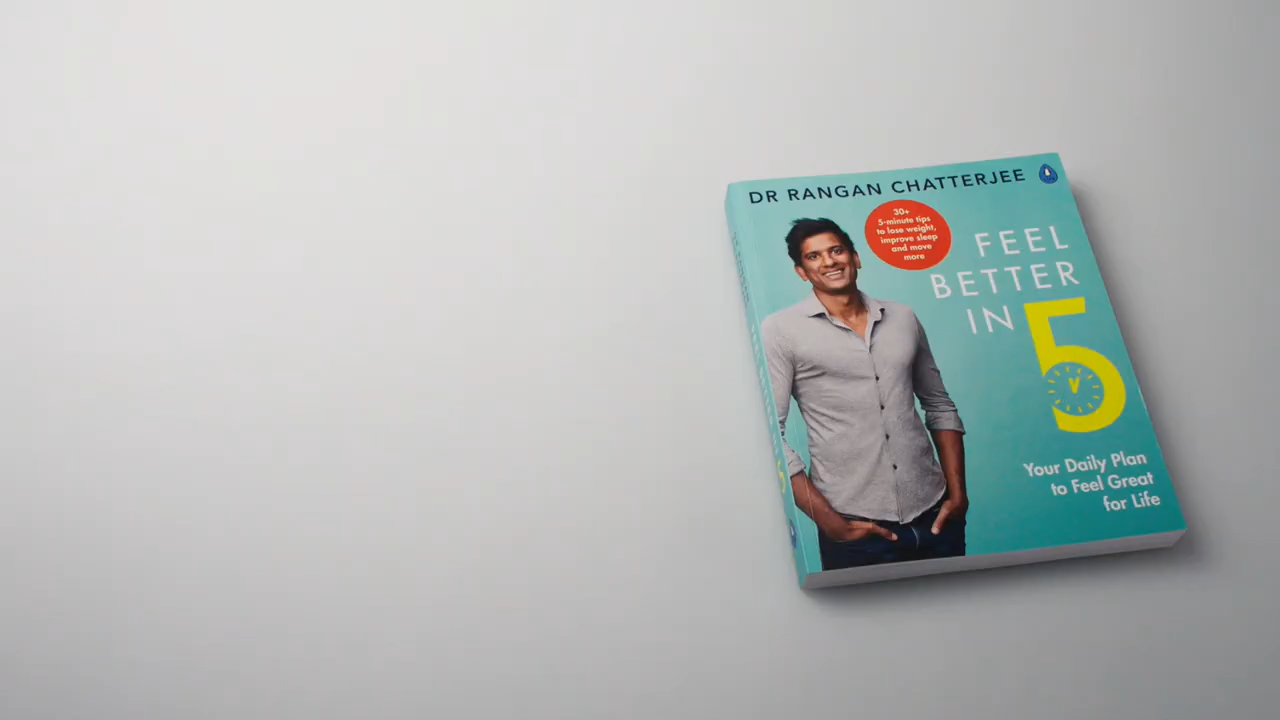 DR RANGAN CHATTERJEE
30+
5-minute tips
to lose weight,
improve sleep
and move
more
FEEL
BETTER
IN 5
Your Daily Plan
to Feel Great
for Life